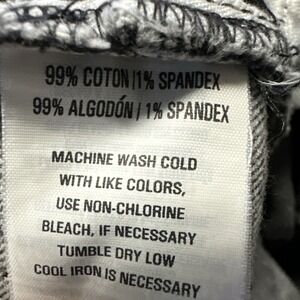 99% COTON/1% SPANDEX
99% ALGODÓN / 1% SPANDEX
MACHINE WASH COLD
WITH LIKE COLORS,
USE NON-CHLORINE
BLEACH, IF NECESSARY
TUMBLE DRY LOW
COOL IRON IS NECESSARY